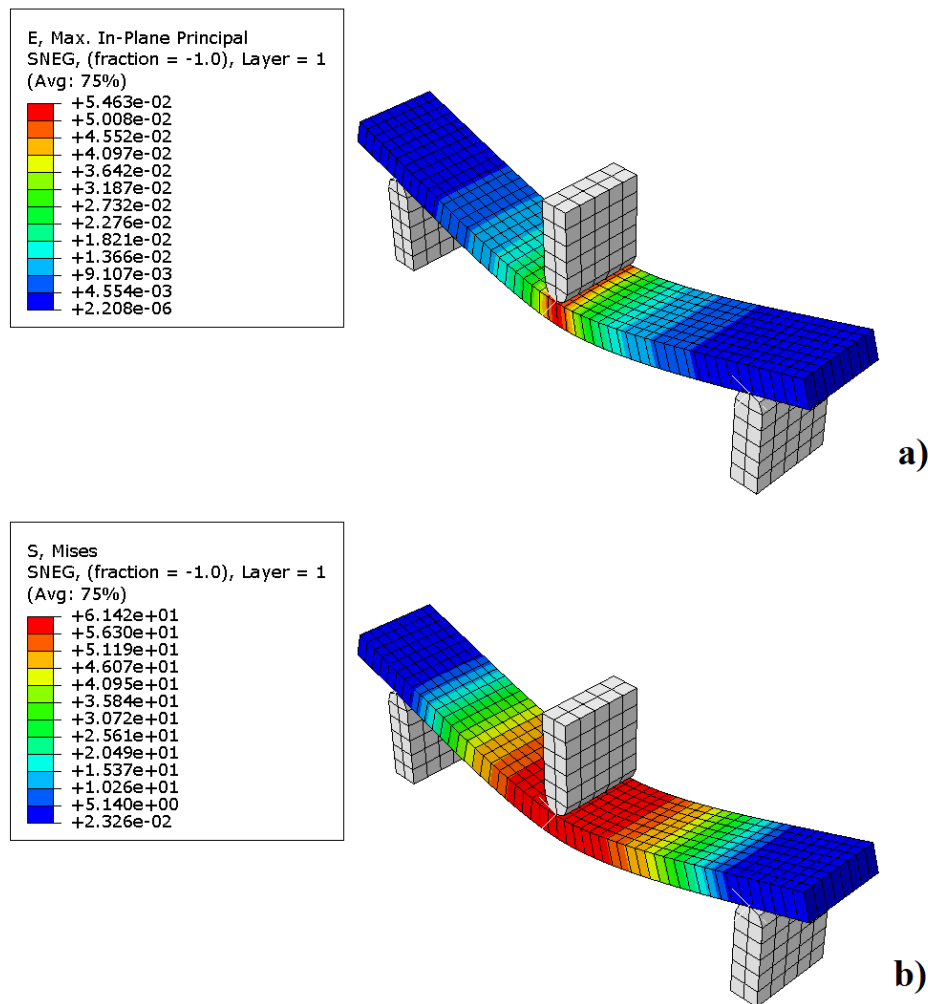 E, Max. In-Plane Principal
SNEG, (fraction = -1.0), Layer = 1
(Avg: 75%)
+5.463e-02
+5.008e-02
+4.552e-02
+4.097e-02
+3.642e-02
+3.187e-02
+2.732e-02
+2.276e-02
+1.821e-02
+1.366e-02
+9.107e-03
+4.554e-03
+2.208e-06
a)
S, Mises
SNEG, (fraction = -1.0), Layer = 1
(Avg: 75%)
+6.142e+01
+5.630e+01
+5.119e+01
+4.607e+01
+4.095e+01
+3.584e+01
+3.072e+01
+2.561e+01
+2.049e+01
+1.537e+01
+1.026e+01
+5.140e+00
+2.326e-02
b)